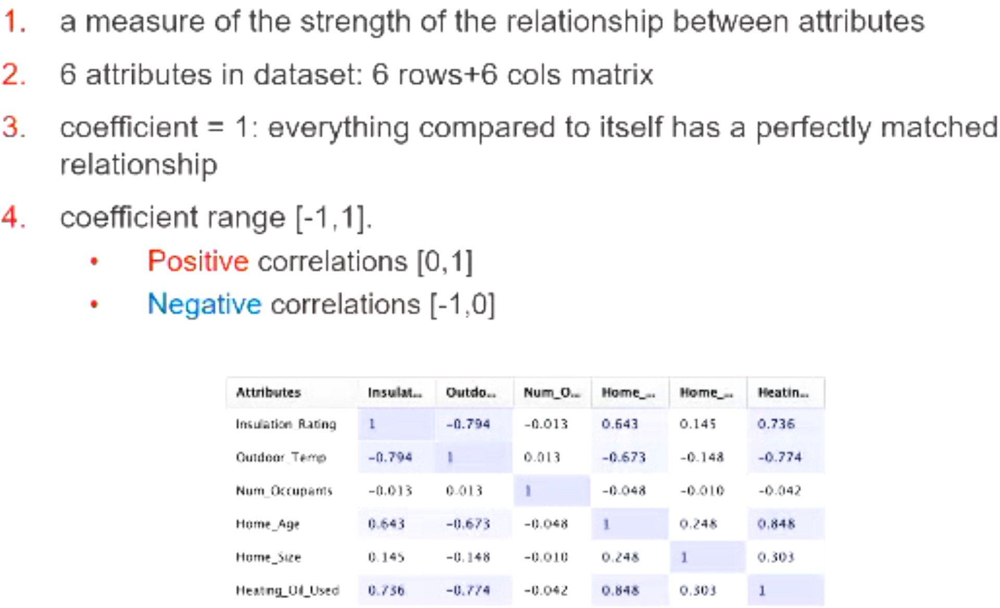 1. a measure of the strength of the relationship between attributes
2. 6 attributes in dataset: 6 rows+6 cols matrix
3. coefficient = 1: everything compared to itself has a perfectly matched
relationship
4. coefficient range [-1,1].
• Positive correlations [0,1]
• Negative correlations [-1,0]
Attributes Insulat... Outdo... Num_O... Home_... Home_... Heatin...
Insulation_Rating 1 -0.794 -0.013 0.643 0.145 0.736
Outdoor_Temp -0.794 1 0.013 -0.673 -0.148 -0.774
Num_Occupants -0.013 0.013 1 -0.048 -0.010 -0.042
Home_Age 0.643 -0.673 -0.048 1 0.248 0.848
Home_Size 0.145 -0.148 -0.010 0.248 1 0.303
Heating_Oil_Used 0.736 -0.774 -0.042 0.848 0.303 1